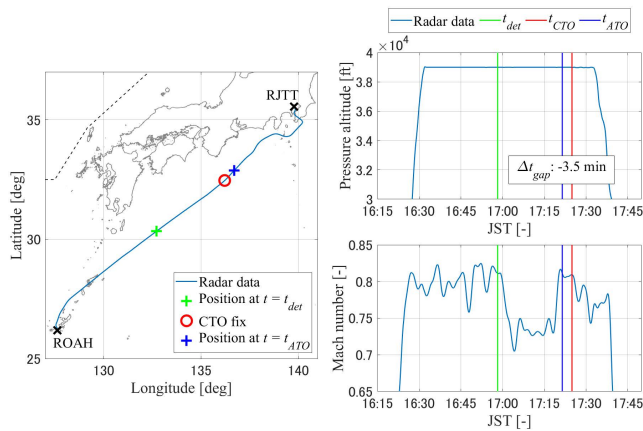 Radar data t_det t_CTO t_ATO
RJTT
ROAH
Radar data
Position at t = t_det
CTO fix
Position at t = t_ATO
35
30
25
130 135 140
Latitude [deg]
Longitude [deg]
4 × 10⁴
3.8
3.6
3.4
3.2
3
Pressure altitude [ft]
Δt_gap: -3.5 min
16:15 16:30 16:45 17:00 17:15 17:30 17:45
JST [-]
0.8
0.75
0.7
0.65
Mach number [-]
16:15 16:30 16:45 17:00 17:15 17:30 17:45
JST [-]